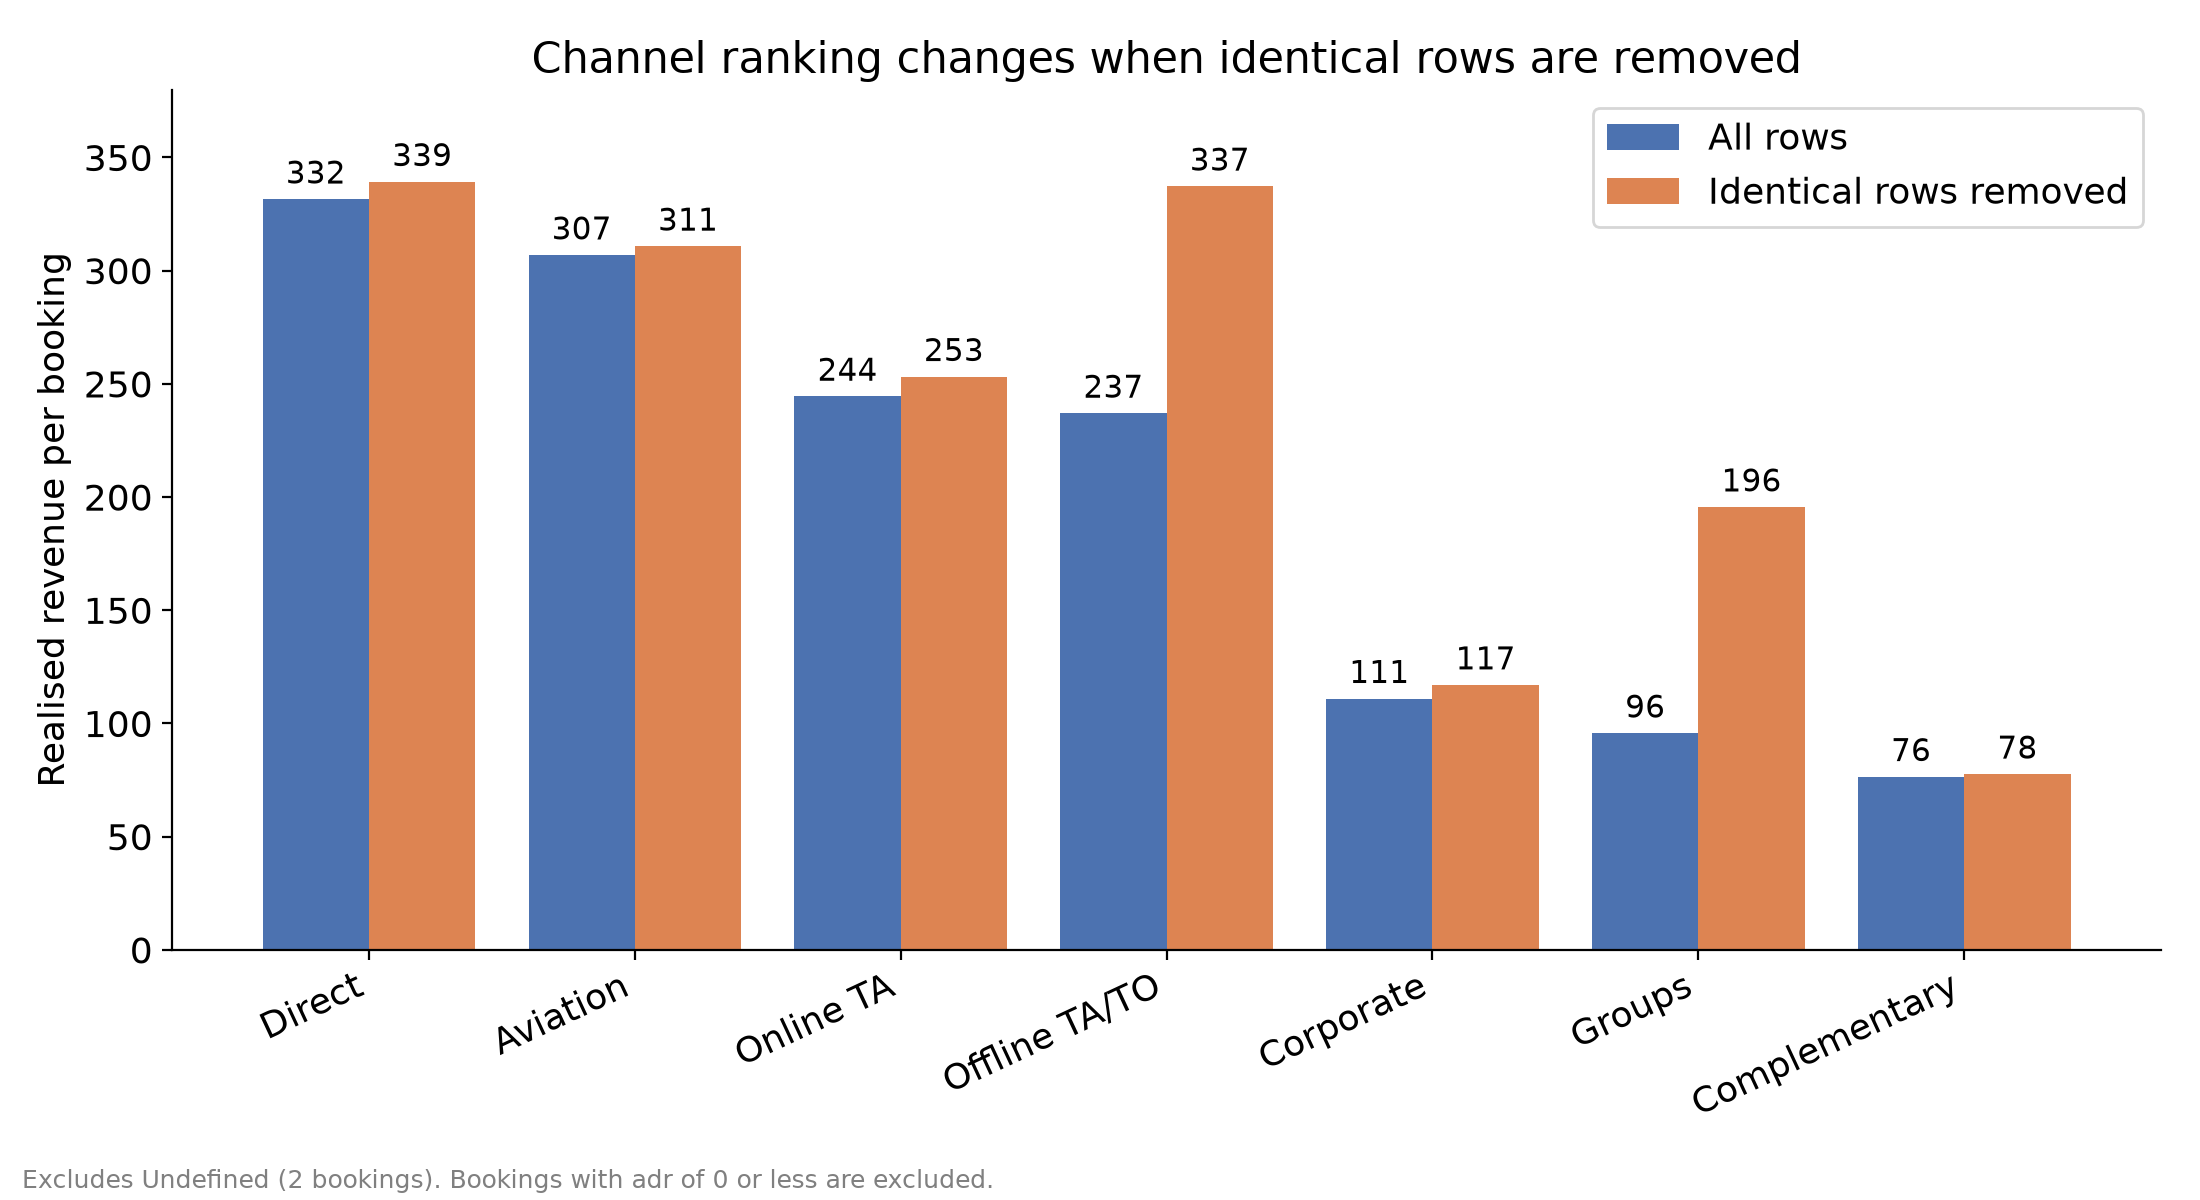 Channel ranking changes when identical rows are removed
All rows
Identical rows removed
Realised revenue per booking
350
300
250
200
150
100
50
0
332
339
307
311
244
253
237
337
111
117
96
196
76
78
Direct
Aviation
Online TA
Offline TA/TO
Corporate
Groups
Complementary
Excludes Undefined (2 bookings). Bookings with adr of 0 or less are excluded.